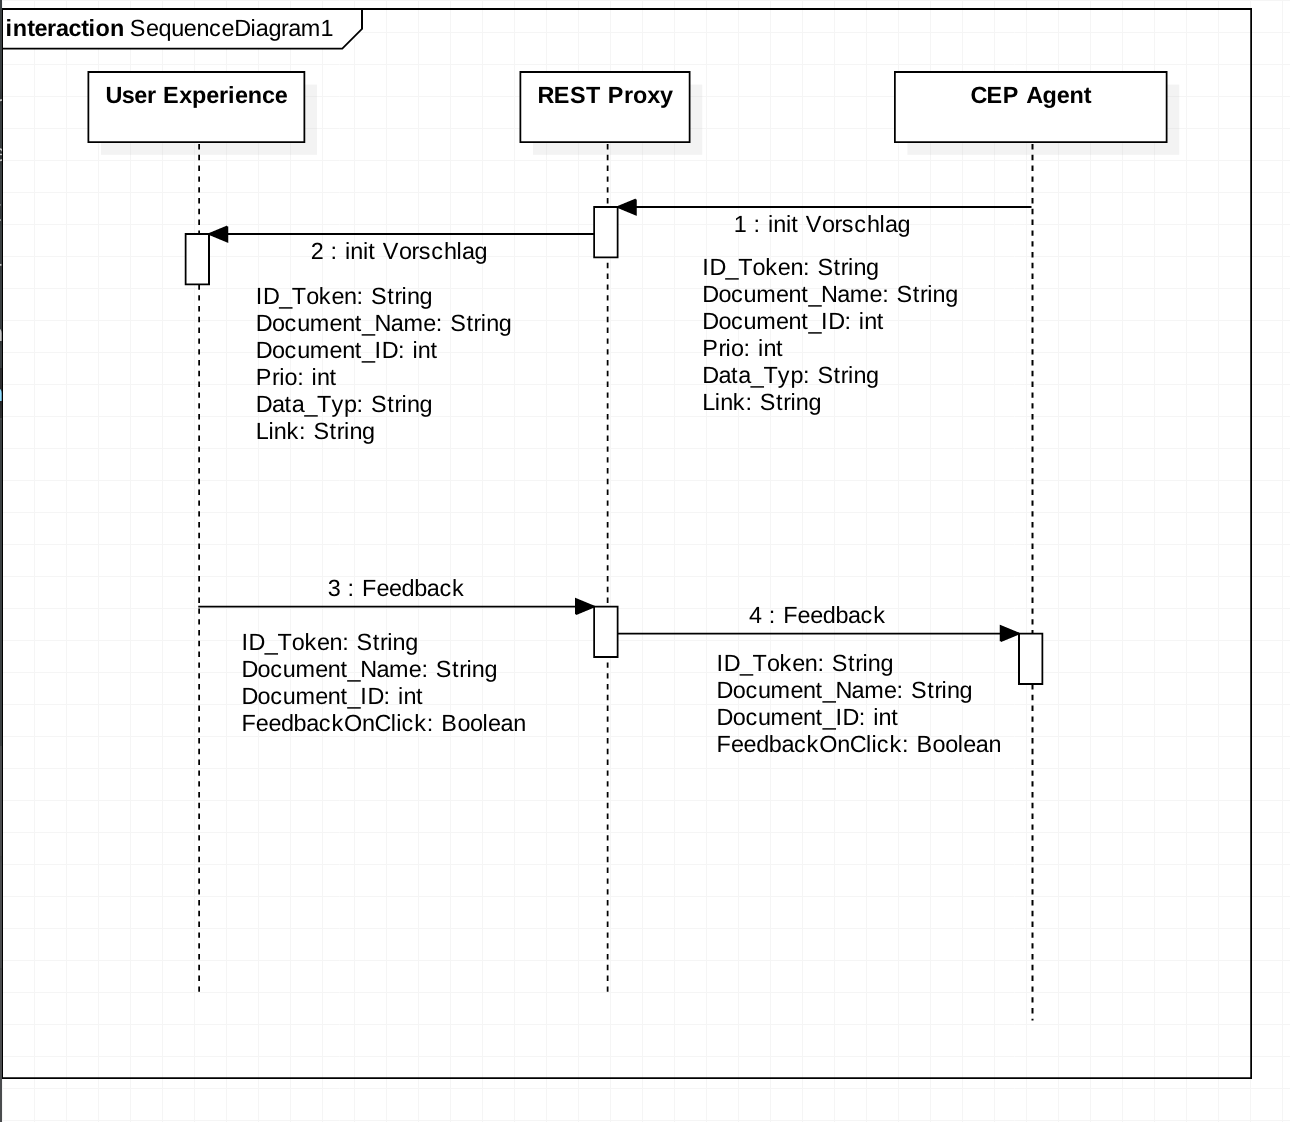 interaction SequenceDiagram1
User Experience
REST Proxy
CEP Agent
1 : init Vorschlag
ID_Token: String
Document_Name: String
Document_ID: int
Prio: int
Data_Typ: String
Link: String
2 : init Vorschlag
ID_Token: String
Document_Name: String
Document_ID: int
Prio: int
Data_Typ: String
Link: String
3 : Feedback
ID_Token: String
Document_Name: String
Document_ID: int
FeedbackOnClick: Boolean
4 : Feedback
ID_Token: String
Document_Name: String
Document_ID: int
FeedbackOnClick: Boolean